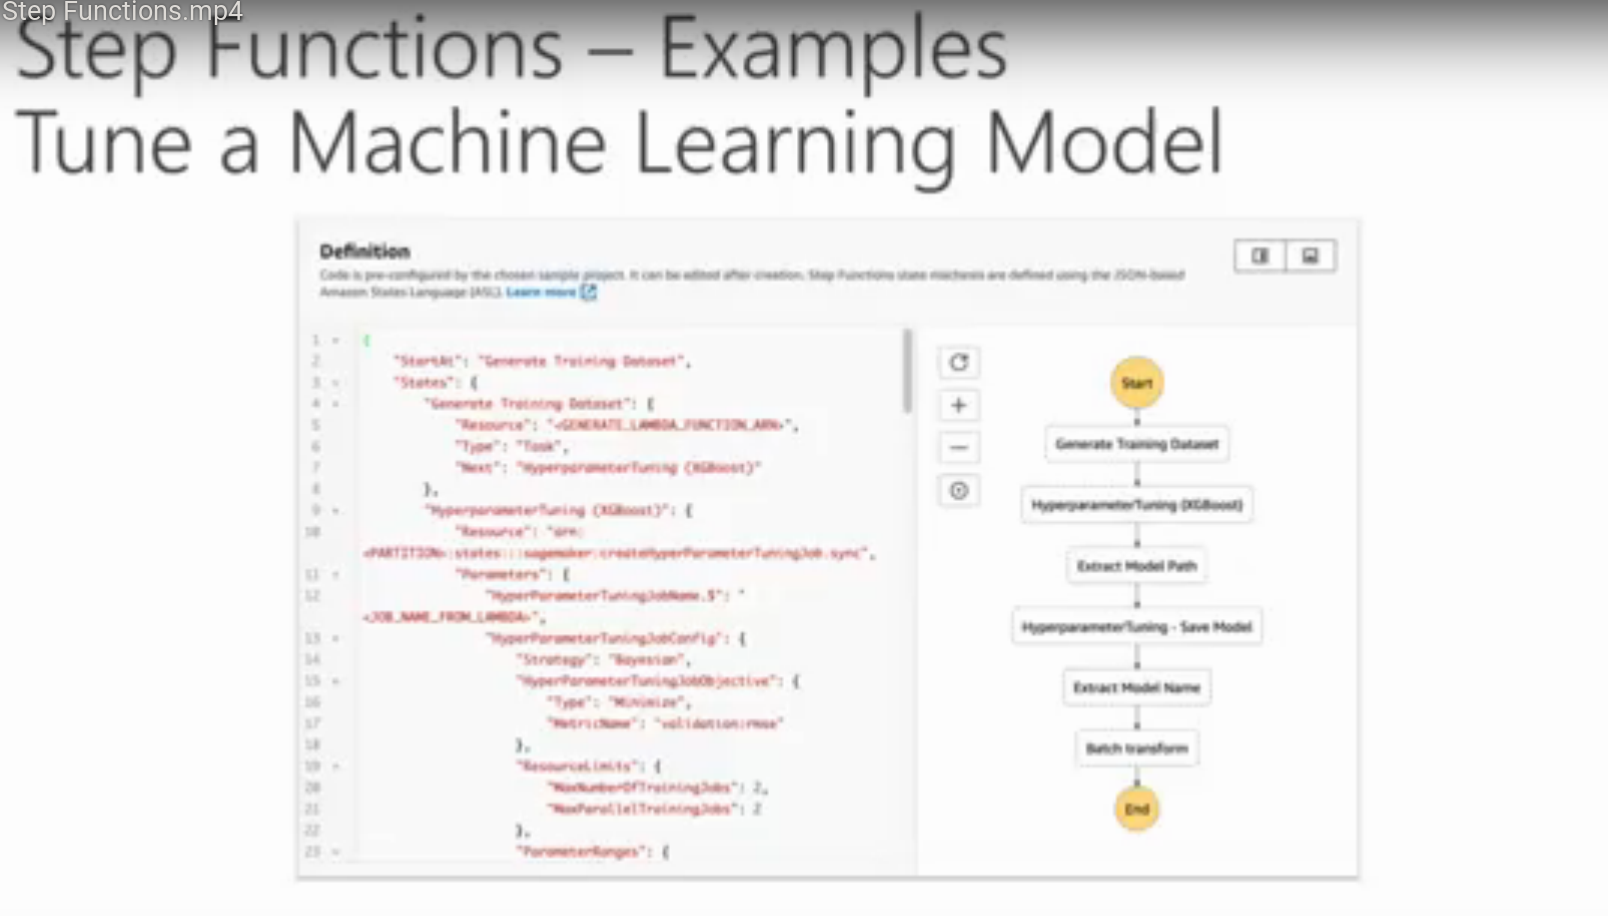 Step Functions.mp4
Step Functions – Examples
Tune a Machine Learning Model
Definition
Code is pre-configured by the chosen sample project. It can be edited after creation. Step Functions state machines are defined using the JSON-based
Amazon States Language (ASL). Learn more
1 {
2 "StartAt": "Generate Training Dataset",
3 "States": {
4 "Generate Training Dataset": {
5 "Resource": "<GENERATE_LAMBDA_FUNCTION_ARN>",
6 "Type": "Task",
7 "Next": "HyperparameterTuning (XGBoost)"
8 },
9 "HyperparameterTuning (XGBoost)": {
10 "Resource": "arn:
<PARTITION>:states:::sagemaker:createHyperParameterTuningJob.sync",
11 "Parameters": {
12 "HyperParameterTuningJobName.$": "
<JOB_NAME_FROM_LAMBDA>",
13 "HyperParameterTuningJobConfig": {
14 "Strategy": "Bayesian",
15 "HyperParameterTuningJobObjective": {
16 "Type": "Minimize",
17 "MetricName": "validation:rmse"
18 },
19 "ResourceLimits": {
20 "MaxNumberOfTrainingJobs": 2,
21 "MaxParallelTrainingJobs": 2
22 },
23 "ParameterRanges": {
Start
Generate Training Dataset
HyperparameterTuning (XGBoost)
Extract Model Path
HyperparameterTuning - Save Model
Extract Model Name
Batch transform
End